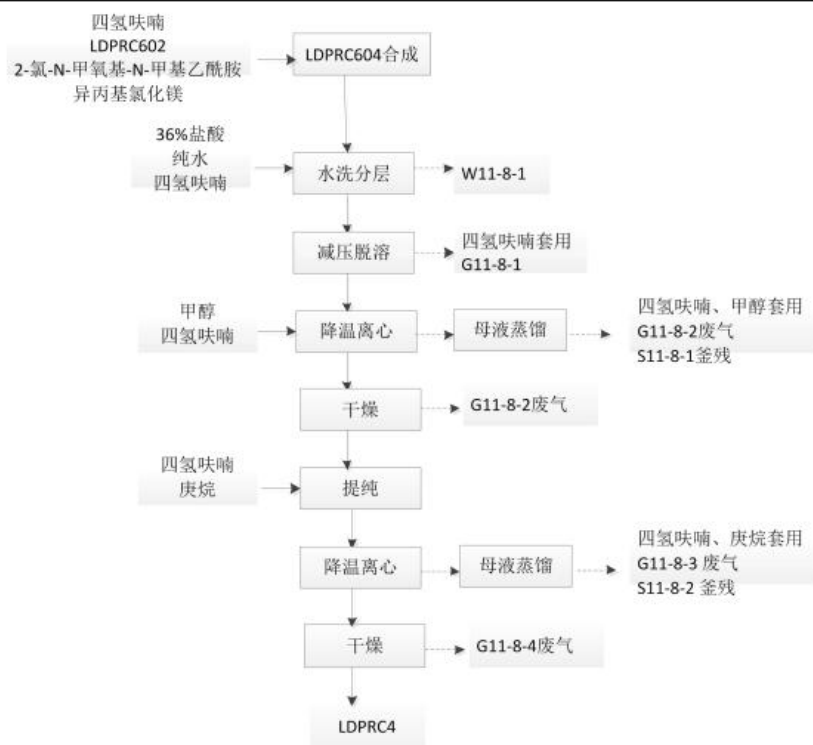 四氢呋喃
LDPRC602
2-氯-N-甲氧基-N-甲基乙酰胺
异丙基氯化镁
LDPRC604合成
36%盐酸
纯水
四氢呋喃
水洗分层
W11-8-1
减压脱溶
四氢呋喃套用
G11-8-1
甲醇
四氢呋喃
降温离心
母液蒸馏
四氢呋喃、甲醇套用
G11-8-2废气
S11-8-1釜残
干燥
G11-8-2废气
四氢呋喃
庚烷
提纯
降温离心
母液蒸馏
四氢呋喃、庚烷套用
G11-8-3 废气
S11-8-2 釜残
干燥
G11-8-4废气
LDPRC4